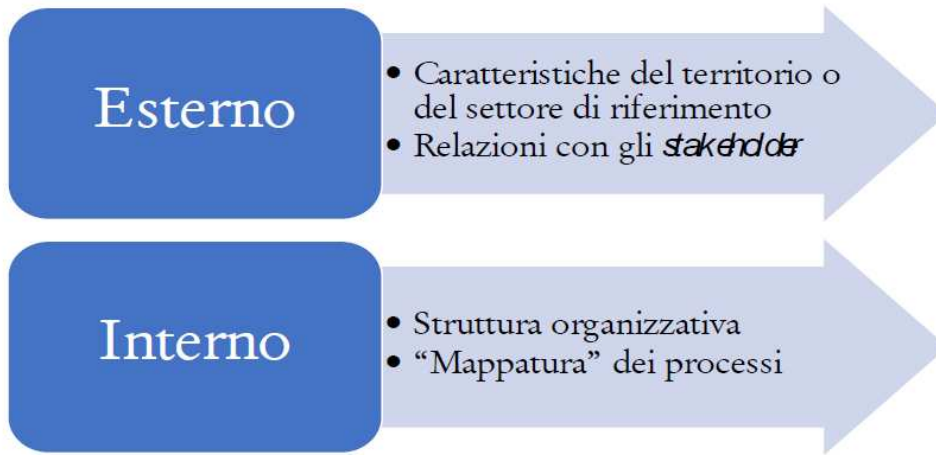 Esterno
• Caratteristiche del territorio o
del settore di riferimento
• Relazioni con gli stakeholder
Interno
• Struttura organizzativa
• “Mappatura” dei processi